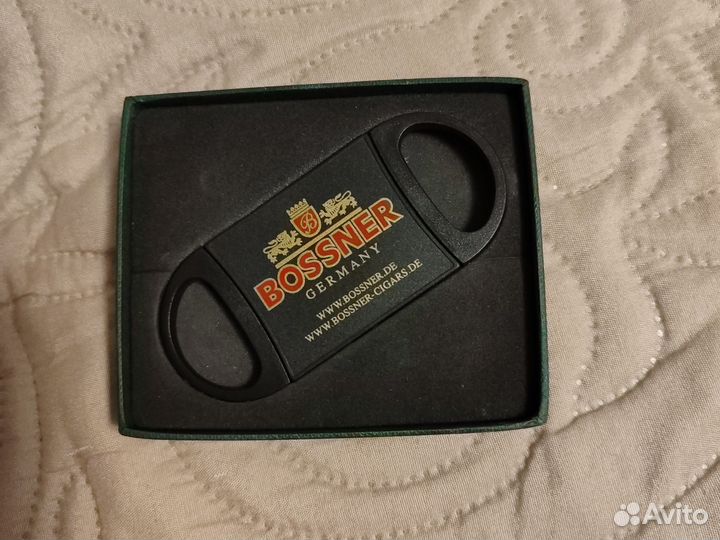 B
BOSSNER
GERMANY
WWW.BOSSNER.DE
WWW.BOSSNER-CIGARS.DE
Avito